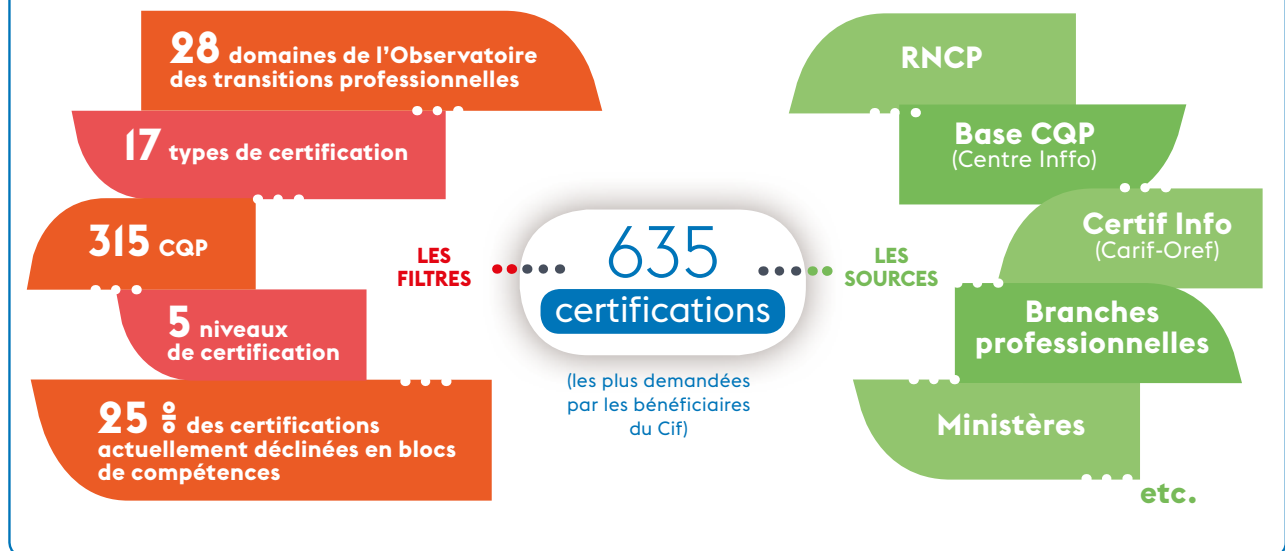 28 domaines de l'Observatoire
des transitions professionnelles
17 types de certification
315 CQP
5 niveaux
de certification
25 % des certifications
actuellement déclinées en blocs
de compétences
LES
FILTRES
635
certifications
(les plus demandées
par les bénéficiaires
du Cif)
LES
SOURCES
RNCP
Base CQP
(Centre Inffo)
Certif Info
(Carif-Oref)
Branches
professionnelles
Ministères
etc.